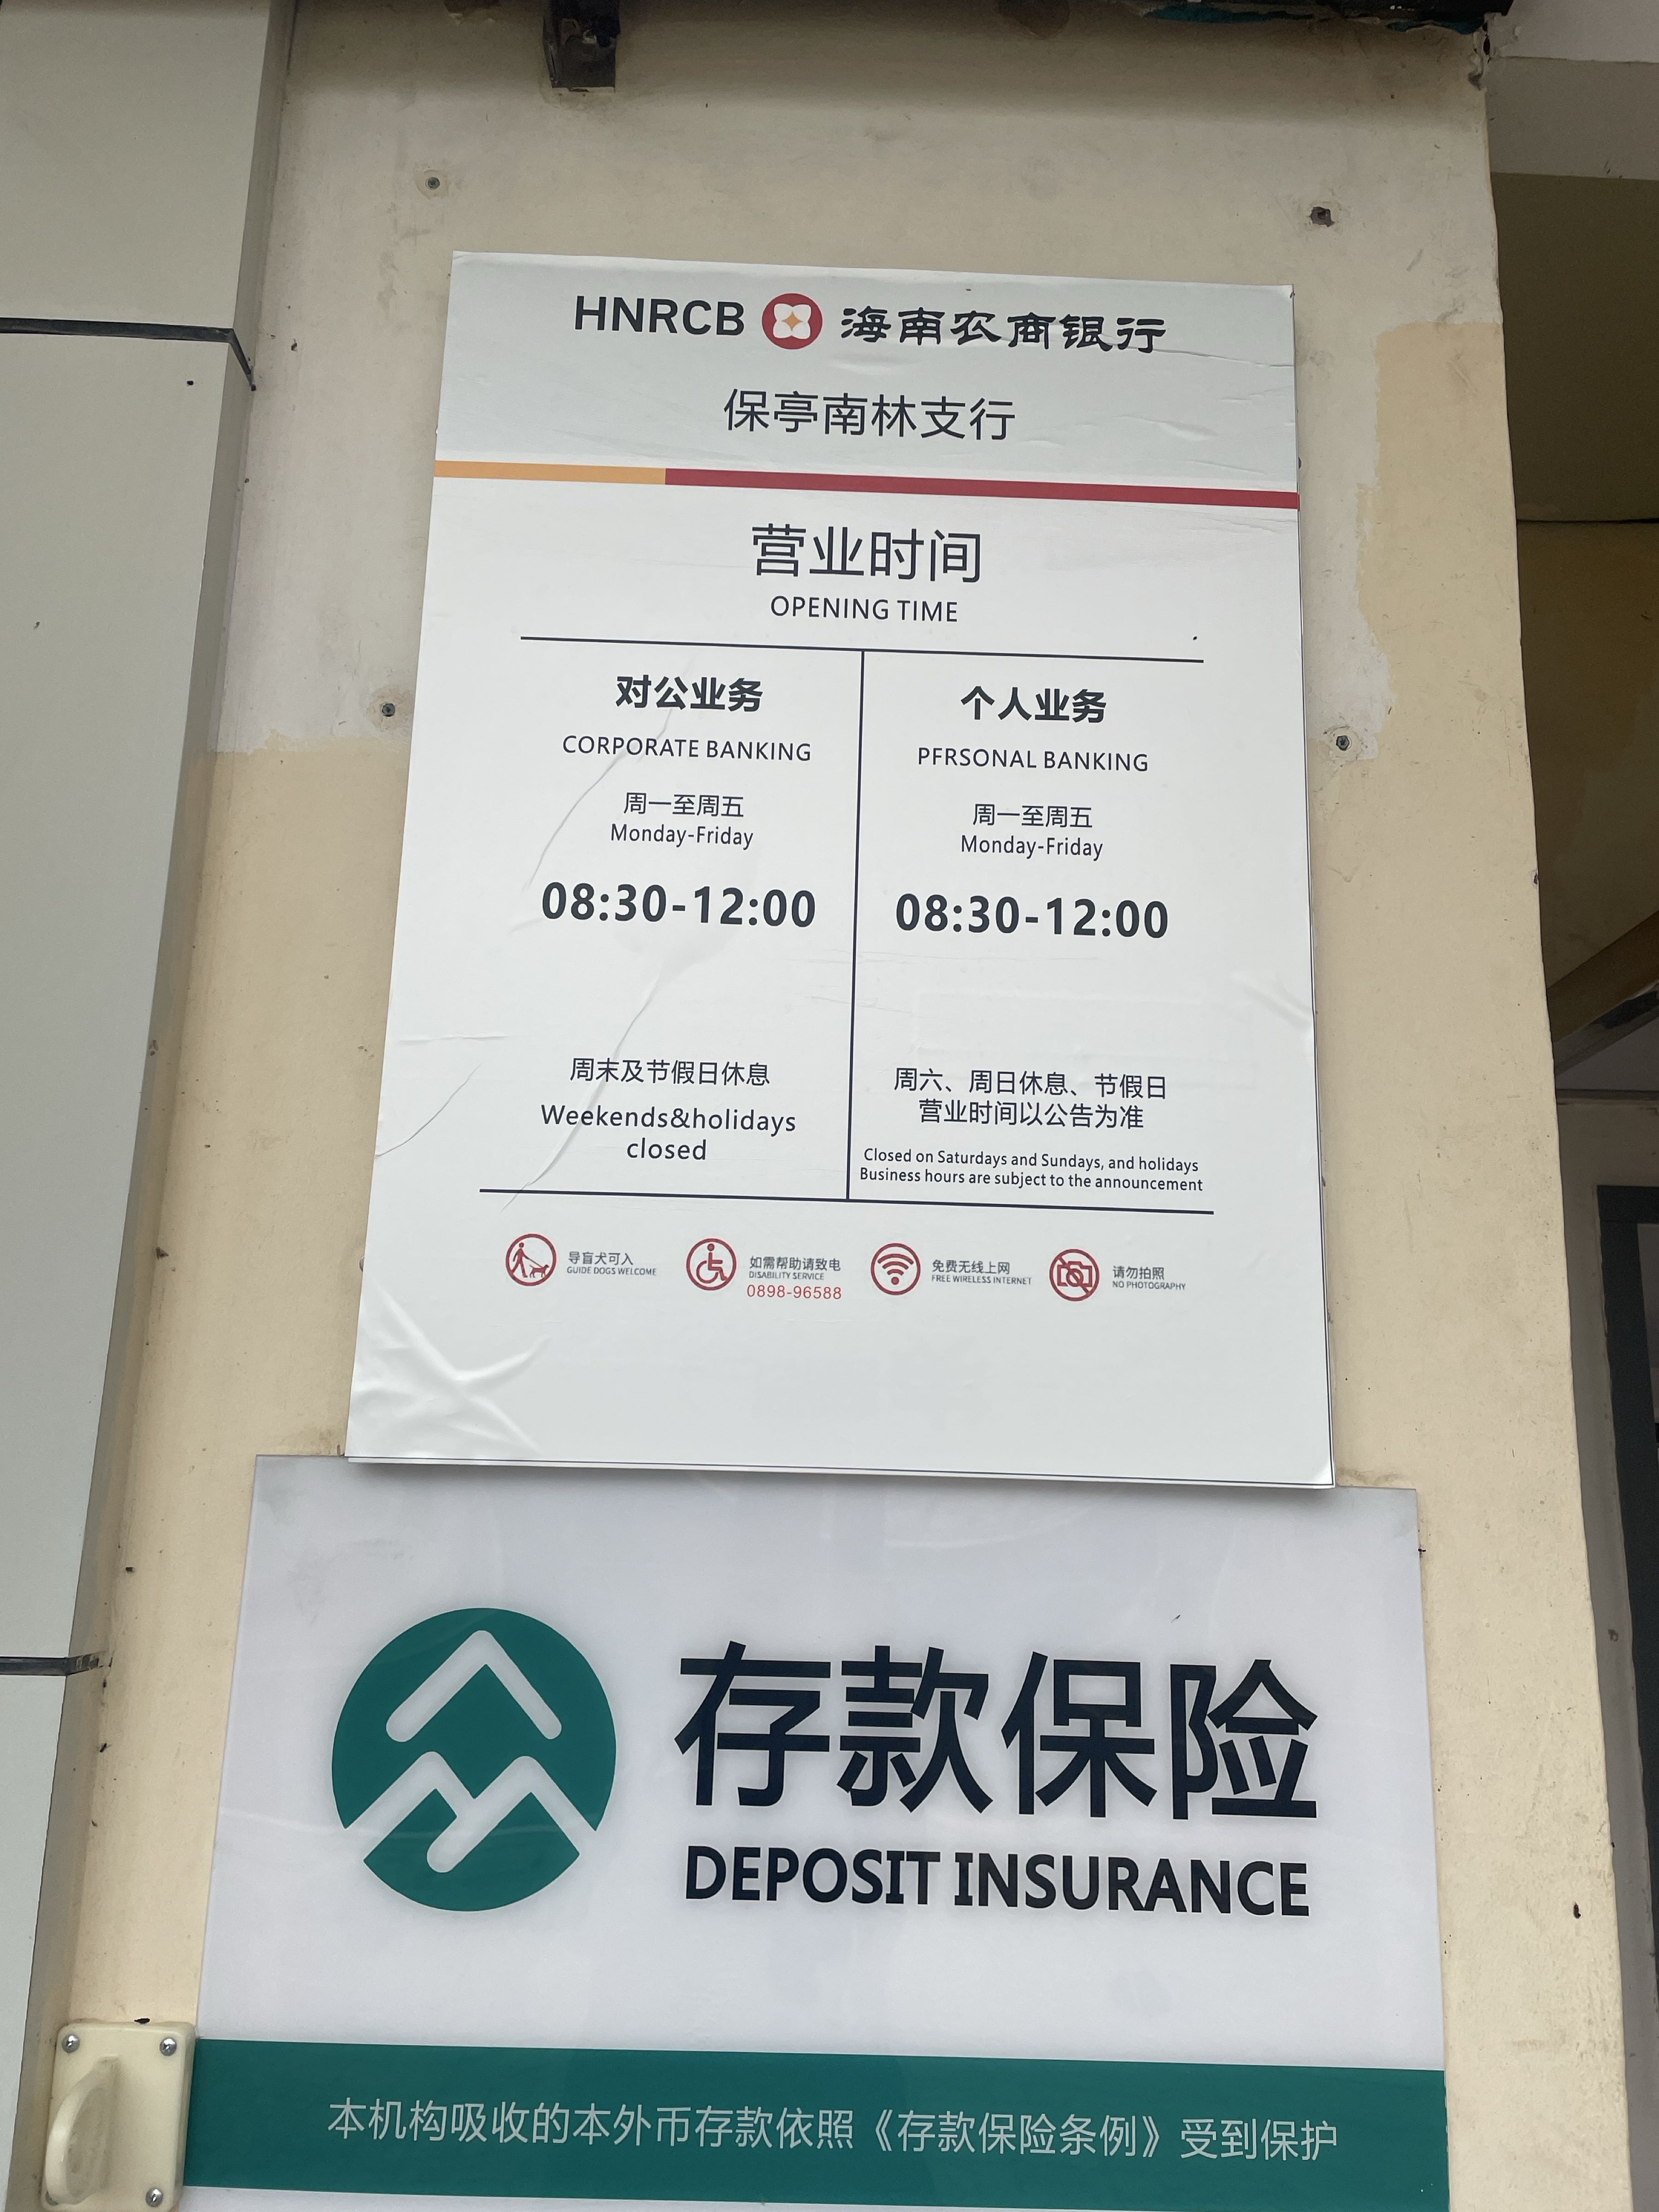 HNRCB 海南农商银行
保亭南林支行
营业时间
OPENING TIME
对公业务
CORPORATE BANKING
周一至周五
Monday-Friday
08:30-12:00
周末及节假日休息
Weekends&holidays
closed
个人业务
PFRSONAL BANKING
周一至周五
Monday-Friday
08:30-12:00
周六、周日休息、节假日
营业时间以公告为准
Closed on Saturdays and Sundays, and holidays
Business hours are subject to the announcement
导盲犬可入
GUIDE DOGS WELCOME
如需帮助请致电
DISABILITY SERVICE
0898-96588
免费无线上网
FREE WIRELESS INTERNET
请勿拍照
NO PHOTOGRAPHY
存款保险
DEPOSIT INSURANCE
本机构吸收的本外币存款依照《存款保险条例》受到保护